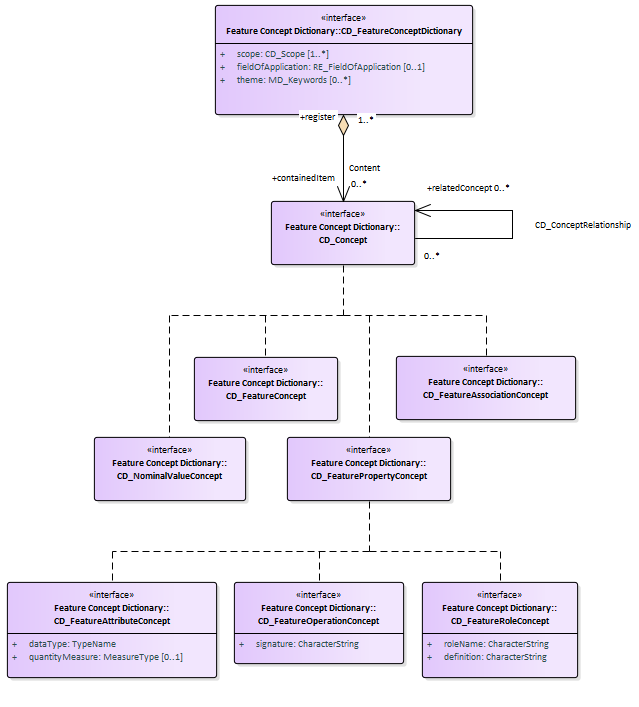 «interface»
Feature Concept Dictionary::CD_FeatureConceptDictionary
+ scope: CD_Scope [1..*]
+ fieldOfApplication: RE_FieldOfApplication [0..1]
+ theme: MD_Keywords [0..*]
+register
1..*
Content
+containedItem
0..*
+relatedConcept 0..*
«interface»
Feature Concept Dictionary::
CD_Concept
CD_ConceptRelationship
0..*
«interface»
Feature Concept Dictionary::
CD_FeatureConcept
«interface»
Feature Concept Dictionary::
CD_FeatureAssociationConcept
«interface»
Feature Concept Dictionary::
CD_NominalValueConcept
«interface»
Feature Concept Dictionary::
CD_FeaturePropertyConcept
«interface»
Feature Concept Dictionary::
CD_FeatureAttributeConcept
+ dataType: TypeName
+ quantityMeasure: MeasureType [0..1]
«interface»
Feature Concept Dictionary::
CD_FeatureOperationConcept
+ signature: CharacterString
«interface»
Feature Concept Dictionary::
CD_FeatureRoleConcept
+ roleName: CharacterString
+ definition: CharacterString